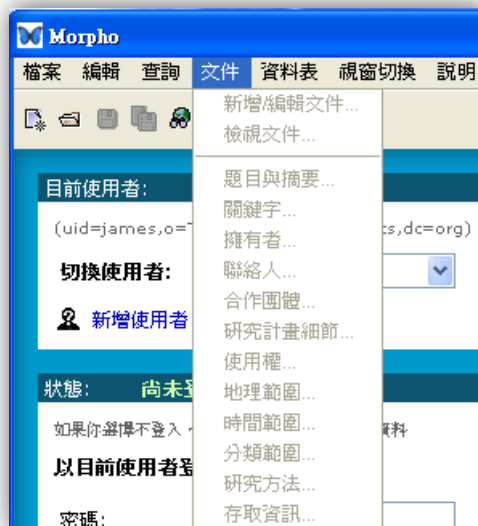 Morpho
檔案 編輯 查詢 文件 資料表 視窗切換 說明
新增/編輯文件...
檢視文件...
題目與摘要...
關鍵字...
擁有者...
聯絡人...
合作團體...
研究計畫細節...
使用權...
地理範圍...
時間範圍...
分類範圍...
研究方法...
存取資訊...
目前使用者:
(uid=james,o= s,dc=org)
切換使用者:
新增使用者
狀態: 尚未登
如果你選擇不登入, 資料
以目前使用者登
密碼: